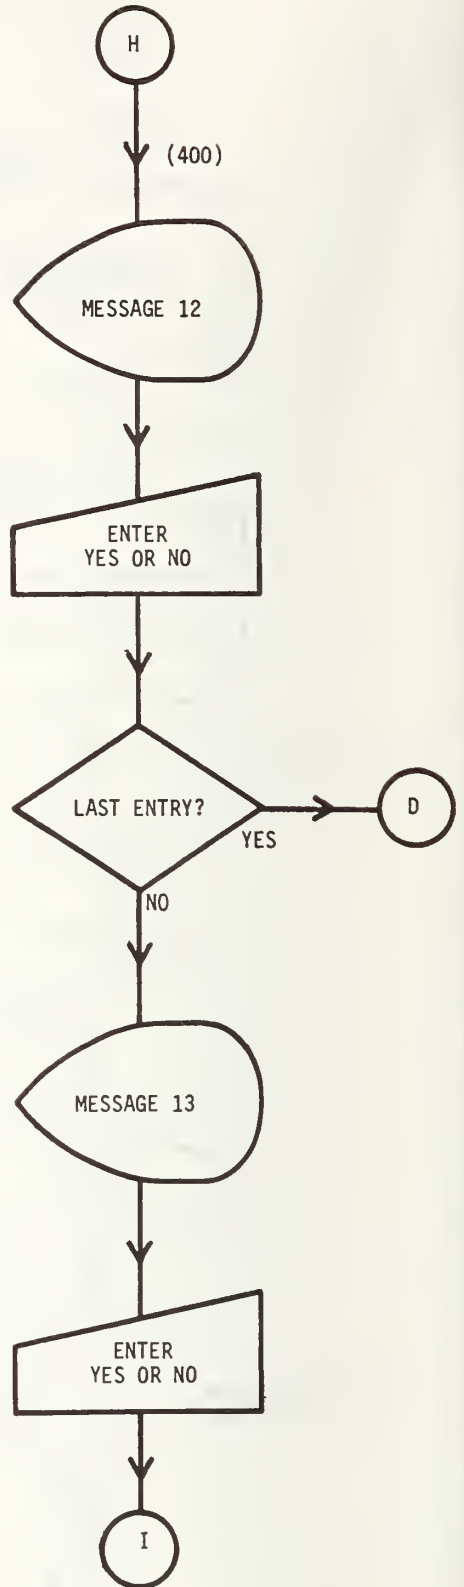 H
(400)
MESSAGE 12
ENTER
YES OR NO
LAST ENTRY?
D
YES
NO
MESSAGE 13
ENTER
YES OR NO
I